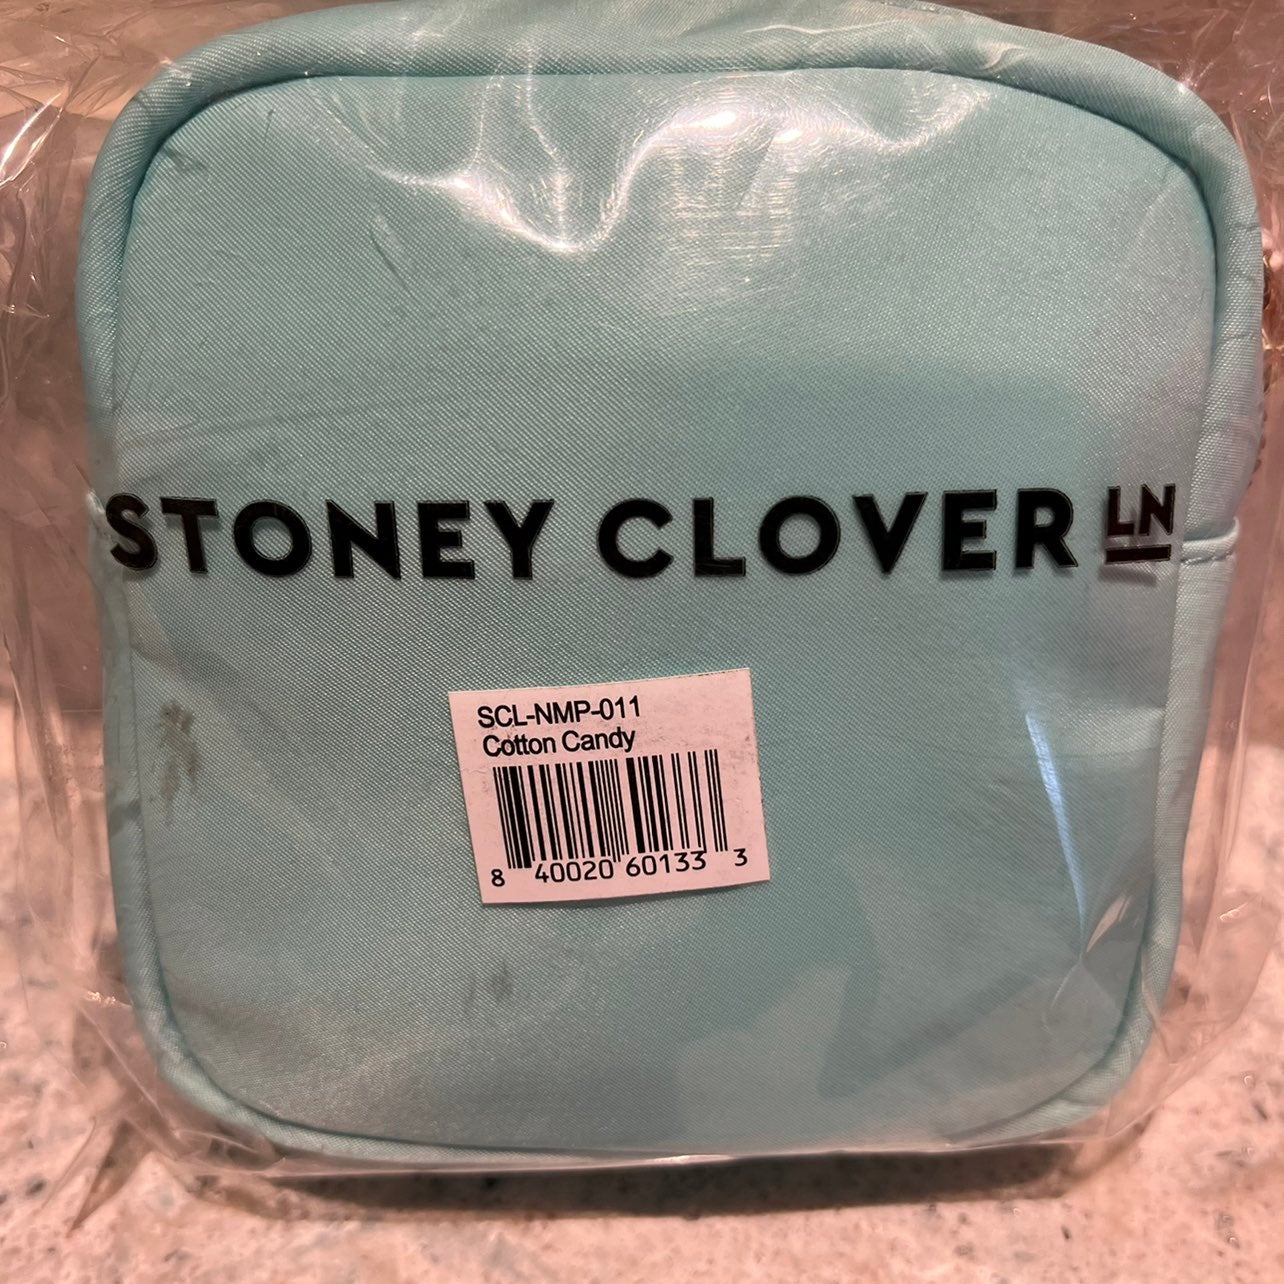 STONEY CLOVER LN
SCL-NMP-011
Cotton Candy
8 40020 60133 3